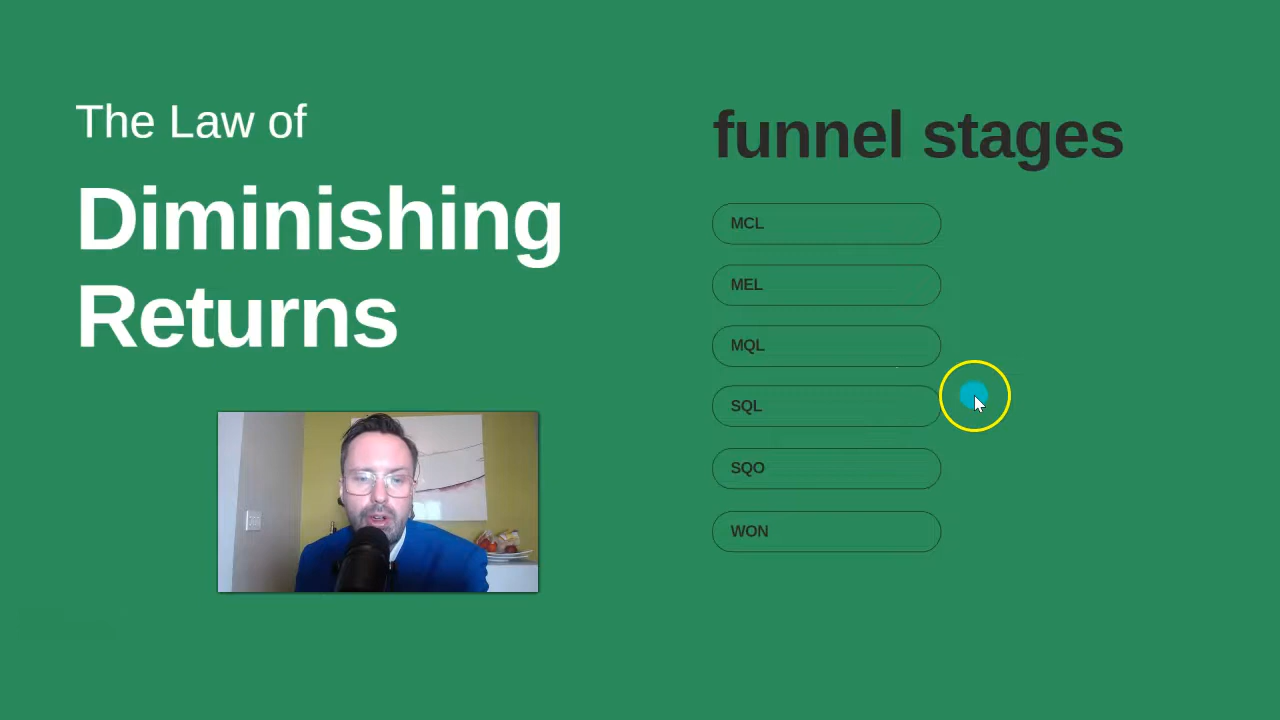 The Law of
Diminishing
Returns
funnel stages
MCL
MEL
MQL
SQL
SQO
WON